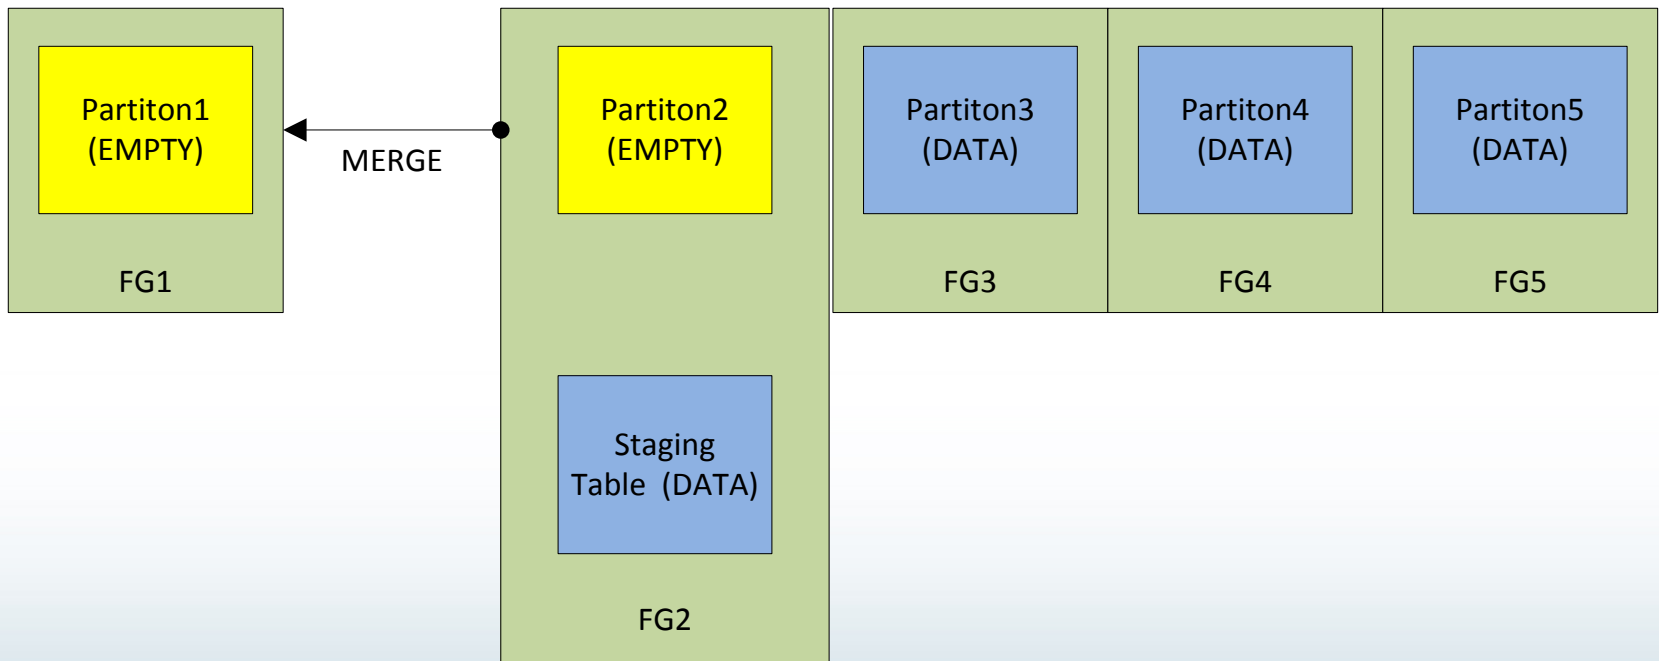 Partiton1
(EMPTY)
FG1
MERGE
Partiton2
(EMPTY)
Staging
Table (DATA)
FG2
Partiton3
(DATA)
FG3
Partiton4
(DATA)
FG4
Partiton5
(DATA)
FG5